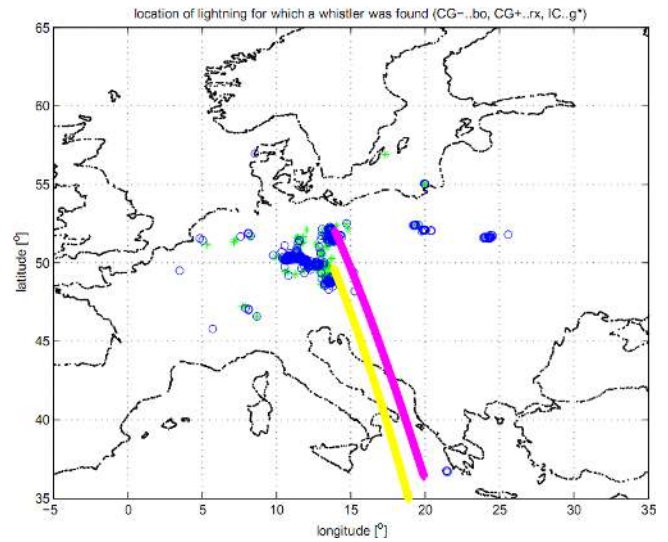 location of lightning for which a whistler was found (CG−..bo, CG+..rx, IC..g*)
65
60
55
50
45
40
35
latitude [°]
−5 0 5 10 15 20 25 30 35
longitude [°]